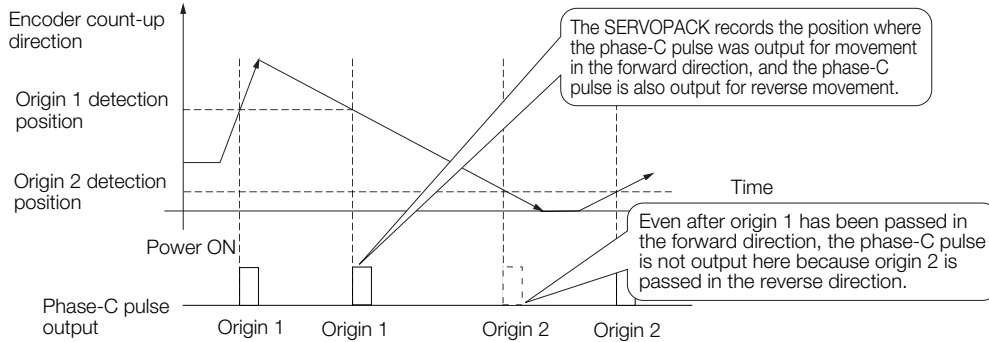 Encoder count-up
direction
The SERVOPACK records the position where
the phase-C pulse was output for movement
in the forward direction, and the phase-C
pulse is also output for reverse movement.
Origin 1 detection
position
Origin 2 detection
position
Time
Power ON
Even after origin 1 has been passed in
the forward direction, the phase-C pulse
is not output here because origin 2 is
passed in the reverse direction.
Phase-C pulse
output
Origin 1
Origin 1
Origin 2
Origin 2